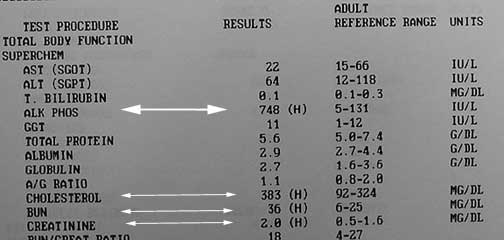 ADULT
TEST PROCEDURE RESULTS REFERENCE RANGE UNITS
TOTAL BODY FUNCTION
SUPERCHEM
AST (SGOT) 22 15-66 IU/L
ALT (SGPT) 64 12-118 IU/L
T. BILIRUBIN 0.1 0.1-0.3 MG/DL
ALK PHOS 748 (H) 5-131 IU/L
GGT 11 1-12 IU/L
TOTAL PROTEIN 5.6 5.0-7.4 G/DL
ALBUMIN 2.9 2.7-4.4 G/DL
GLOBULIN 2.7 1.6-3.6 G/DL
A/G RATIO 1.1 0.8-2.0
CHOLESTEROL 383 (H) 92-324 MG/DL
BUN 36 (H) 6-25 MG/DL
CREATININE 2.0 (H) 0.5-1.6 MG/DL
BUN/CREAT RATIO 18 4-27